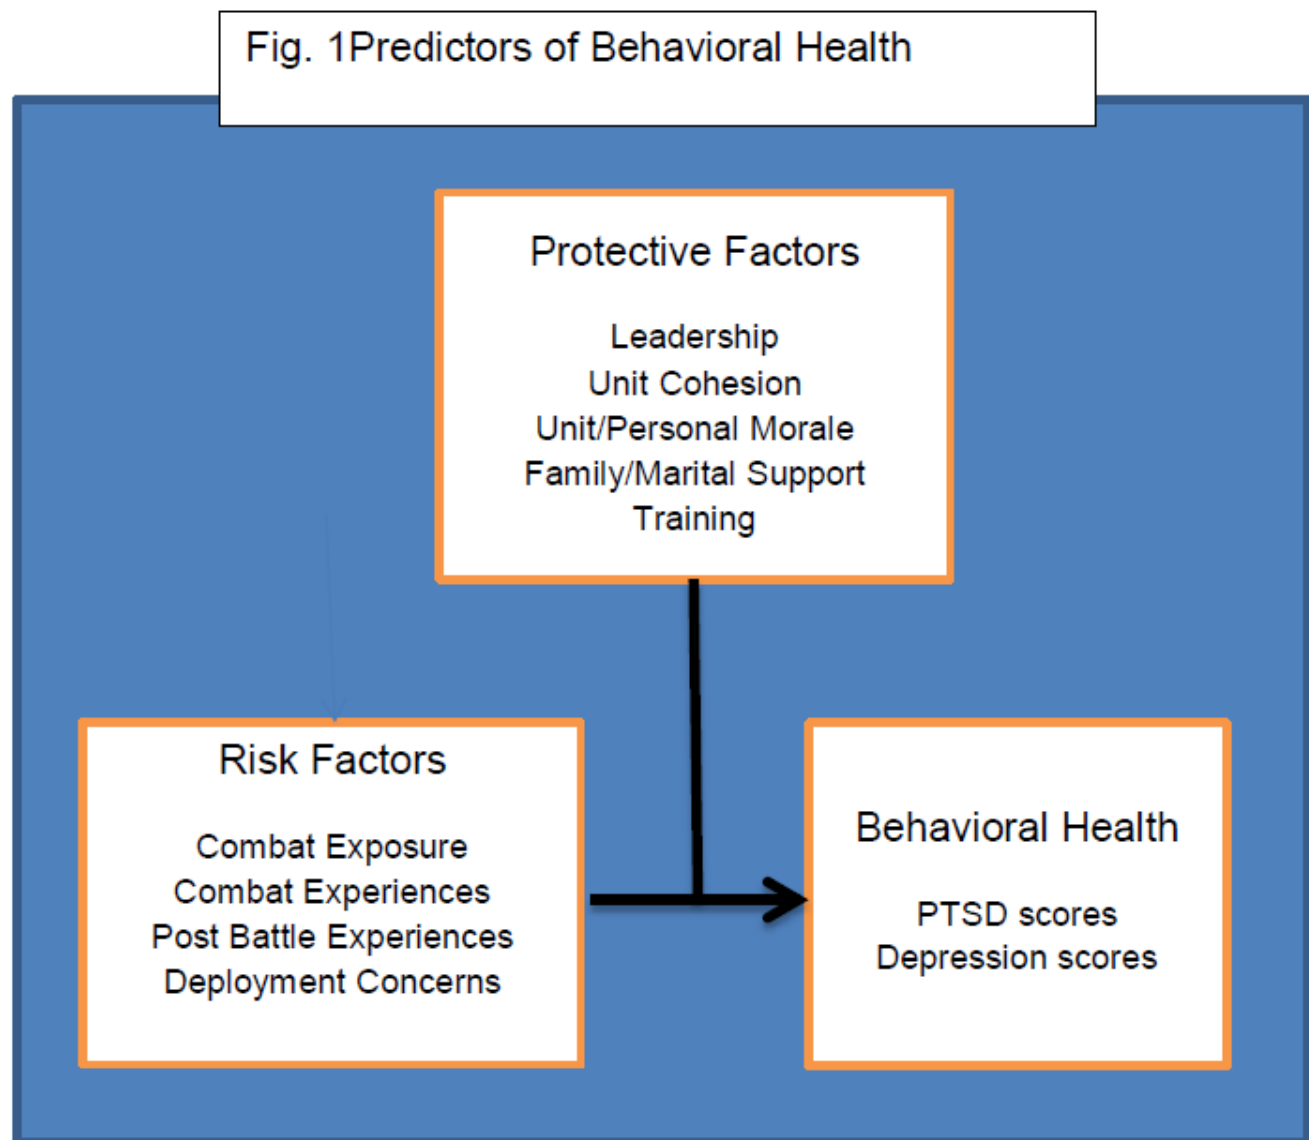 Fig. 1Predictors of Behavioral Health
Protective Factors
Leadership
Unit Cohesion
Unit/Personal Morale
Family/Marital Support
Training
Risk Factors
Combat Exposure
Combat Experiences
Post Battle Experiences
Deployment Concerns
Behavioral Health
PTSD scores
Depression scores